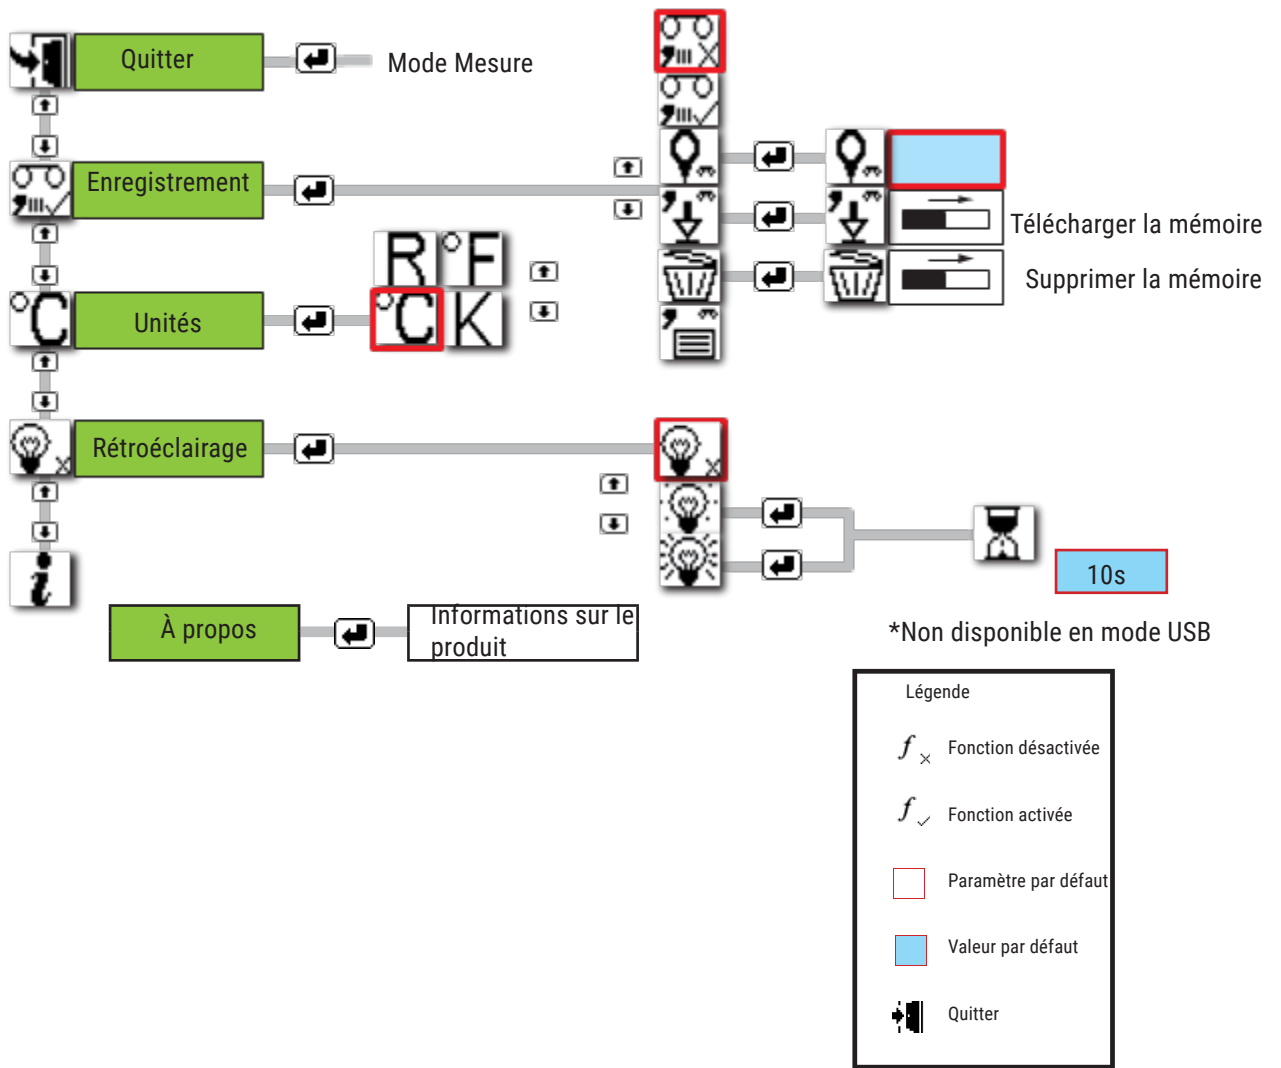 Quitter
Mode Mesure
Enregistrement
Télécharger la mémoire
Supprimer la mémoire
R °F
°C
Unités
°C K
Rétroéclairage
10s
i
À propos
Informations sur le
produit
*Non disponible en mode USB
Légende
f x Fonction désactivée
f ✓ Fonction activée
Paramètre par défaut
Valeur par défaut
Quitter